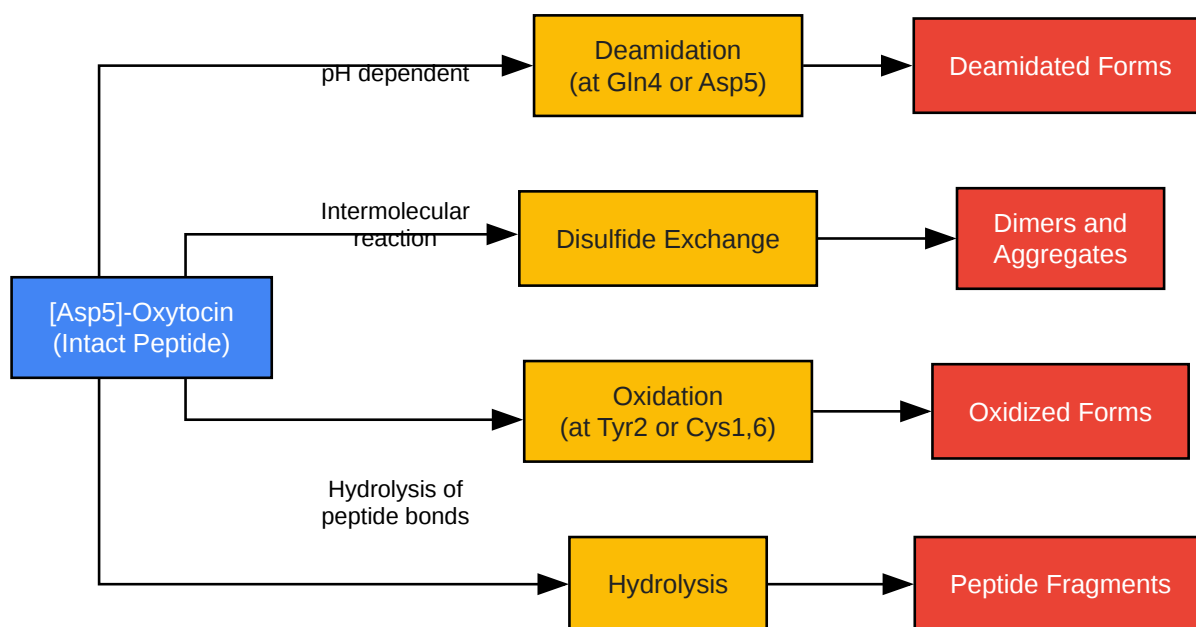 pH dependent
Deamidation
(at Gln4 or Asp5)
Deamidated Forms
Intermolecular
reaction
Disulfide Exchange
Dimers and
Aggregates
[Asp5]-Oxytocin
(Intact Peptide)
Oxidation
(at Tyr2 or Cys1,6)
Oxidized Forms
Hydrolysis of
peptide bonds
Hydrolysis
Peptide Fragments